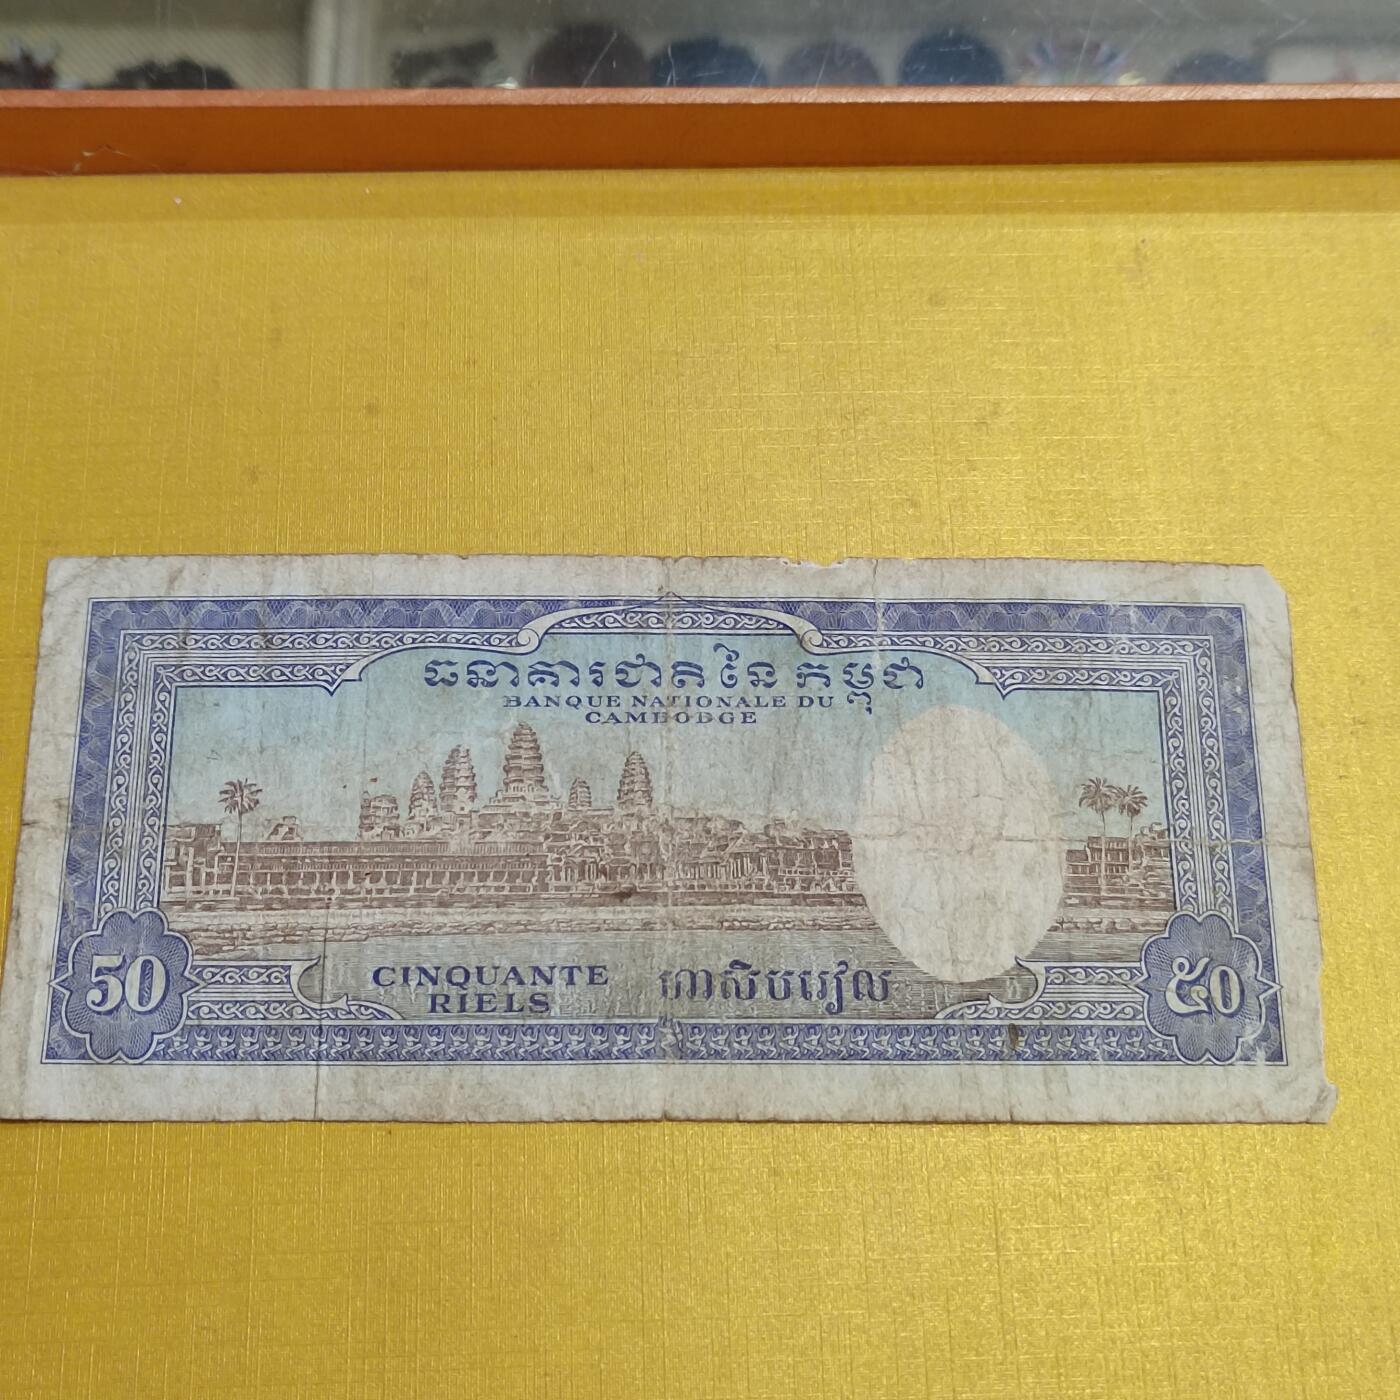 ធនាគារជាតិនៃកម្ពុជា
BANQUE NATIONALE DU
CAMBODGE
50
CINQUANTE
RIELS
ហាសិបរៀល
៥០